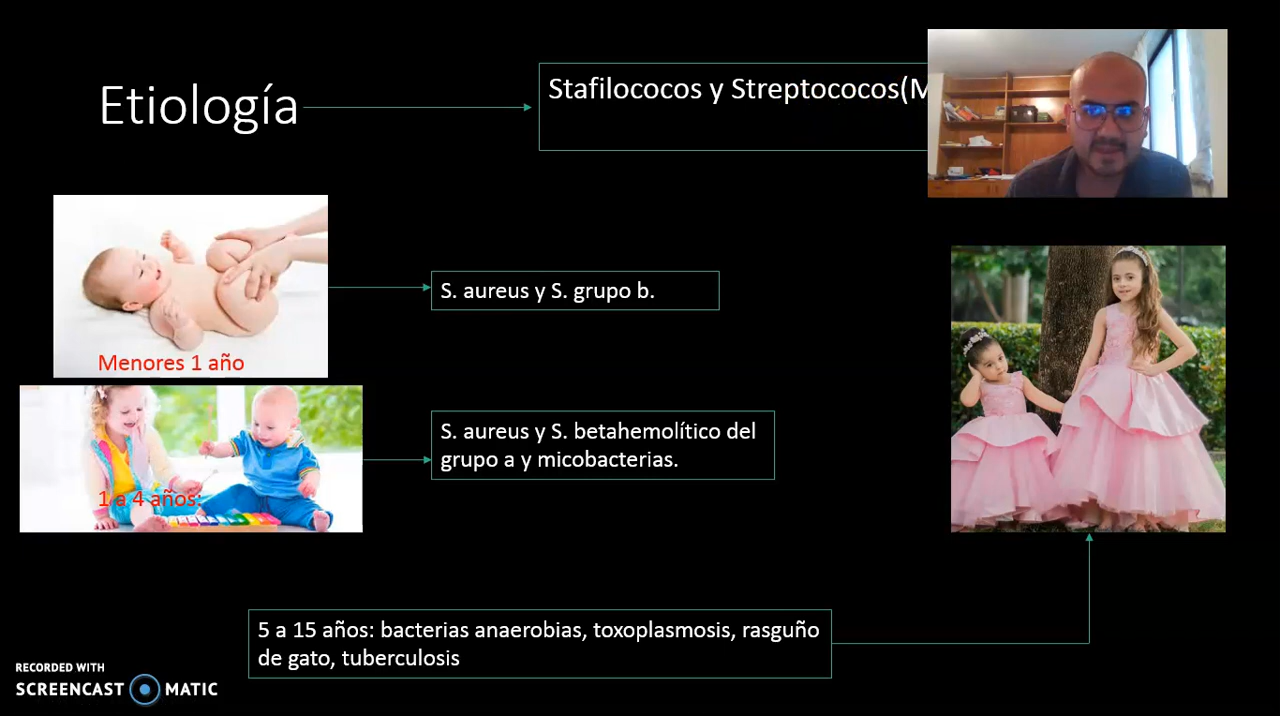 Etiología
Stafilococos y Streptococos(
S. aureus y S. grupo b.
Menores 1 año
S. aureus y S. betahemolítico del
grupo a y micobacterias.
1 a 4 años:
5 a 15 años: bacterias anaerobias, toxoplasmosis, rasguño
de gato, tuberculosis
RECORDED WITH
SCREENCAST MATIC